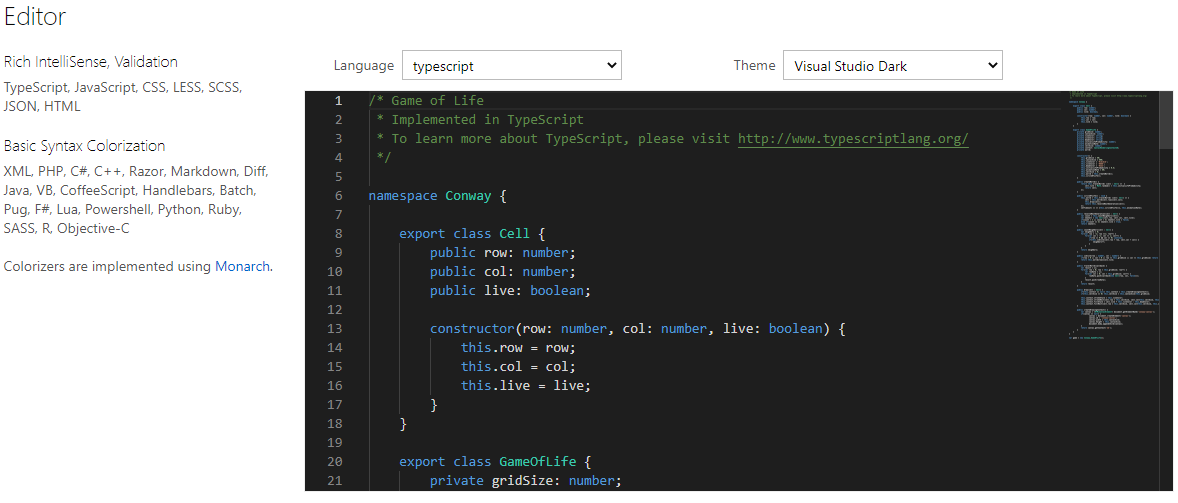 Editor
Rich IntelliSense, Validation
TypeScript, JavaScript, CSS, LESS, SCSS,
JSON, HTML
Basic Syntax Colorization
XML, PHP, C#, C++, Razor, Markdown, Diff,
Java, VB, CoffeeScript, Handlebars, Batch,
Pug, F#, Lua, Powershell, Python, Ruby,
SASS, R, Objective-C
Colorizers are implemented using Monarch.
Language typescript Theme Visual Studio Dark
1 /* Game of Life
2  * Implemented in TypeScript
3  * To learn more about TypeScript, please visit http://www.typescriptlang.org/
4  */
5
6 namespace Conway {
7
8     export class Cell {
9         public row: number;
10         public col: number;
11         public live: boolean;
12
13         constructor(row: number, col: number, live: boolean) {
14             this.row = row;
15             this.col = col;
16             this.live = live;
17         }
18     }
19
20     export class GameOfLife {
21         private gridSize: number;